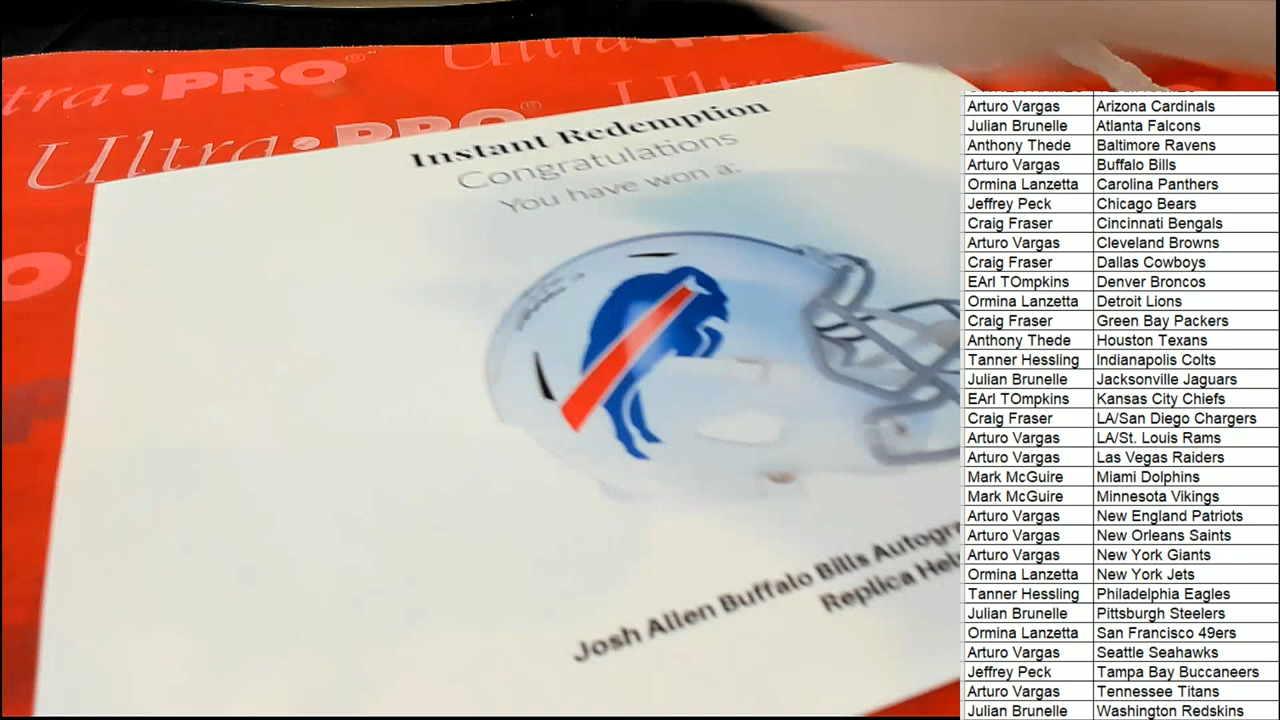 Ultra PRO®
Ultra
tra PRO®
Ultra PRO®
Instant Redemption
Congratulations
You have won a:
Josh Allen Buffalo Bills
Replica
Arturo Vargas Arizona Cardinals
Julian Brunelle Atlanta Falcons
Anthony Thede Baltimore Ravens
Arturo Vargas Buffalo Bills
Ormina Lanzetta Carolina Panthers
Jeffrey Peck Chicago Bears
Craig Fraser Cincinnati Bengals
Arturo Vargas Cleveland Browns
Craig Fraser Dallas Cowboys
EArl TOmpkins Denver Broncos
Ormina Lanzetta Detroit Lions
Craig Fraser Green Bay Packers
Anthony Thede Houston Texans
Tanner Hessling Indianapolis Colts
Julian Brunelle Jacksonville Jaguars
EArl TOmpkins Kansas City Chiefs
Craig Fraser LA/San Diego Chargers
Arturo Vargas LA/St. Louis Rams
Arturo Vargas Las Vegas Raiders
Mark McGuire Miami Dolphins
Mark McGuire Minnesota Vikings
Arturo Vargas New England Patriots
Arturo Vargas New Orleans Saints
Arturo Vargas New York Giants
Ormina Lanzetta New York Jets
Tanner Hessling Philadelphia Eagles
Julian Brunelle Pittsburgh Steelers
Ormina Lanzetta San Francisco 49ers
Arturo Vargas Seattle Seahawks
Jeffrey Peck Tampa Bay Buccaneers
Arturo Vargas Tennessee Titans
Julian Brunelle Washington Redskins